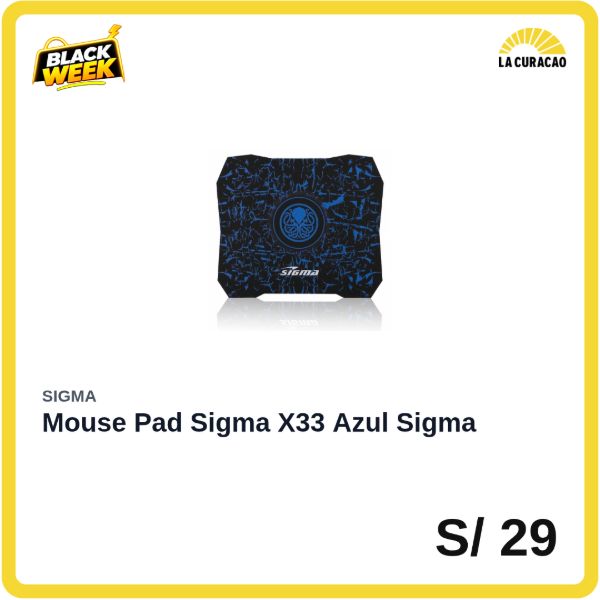 BLACK
WEEK
LA CURACAO
SIGMA
SIGMA
Mouse Pad Sigma X33 Azul Sigma
S/ 29